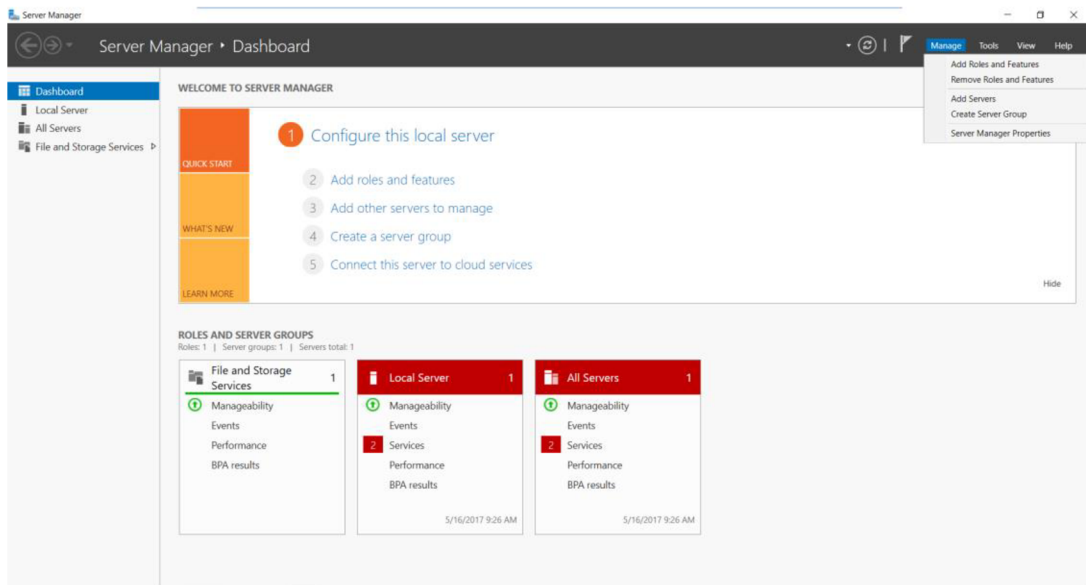 Server Manager
Server Manager • Dashboard
Manage Tools View Help
Add Roles and Features
Remove Roles and Features
Add Servers
Create Server Group
Server Manager Properties
Dashboard
Local Server
All Servers
File and Storage Services
WELCOME TO SERVER MANAGER
QUICK START
WHAT'S NEW
LEARN MORE
1 Configure this local server
2 Add roles and features
3 Add other servers to manage
4 Create a server group
5 Connect this server to cloud services
Hide
ROLES AND SERVER GROUPS
Roles: 1 | Server groups: 1 | Servers total: 1
File and Storage
Services 1
Manageability
Events
Performance
BPA results
Local Server 1
Manageability
Events
2 Services
Performance
BPA results
5/16/2017 9:26 AM
All Servers 1
Manageability
Events
2 Services
Performance
BPA results
5/16/2017 9:26 AM